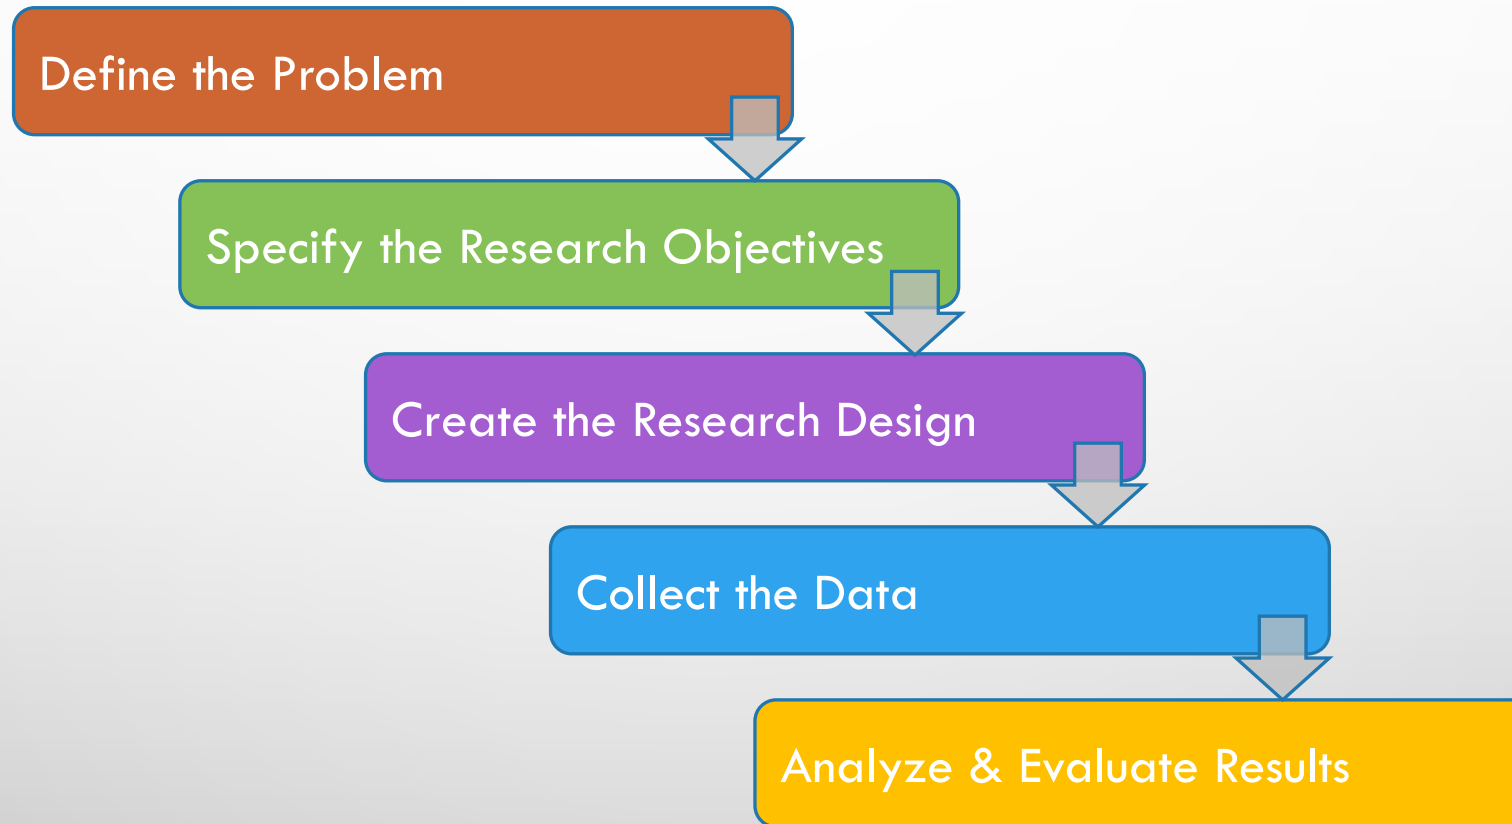 Define the Problem
Specify the Research Objectives
Create the Research Design
Collect the Data
Analyze & Evaluate Results